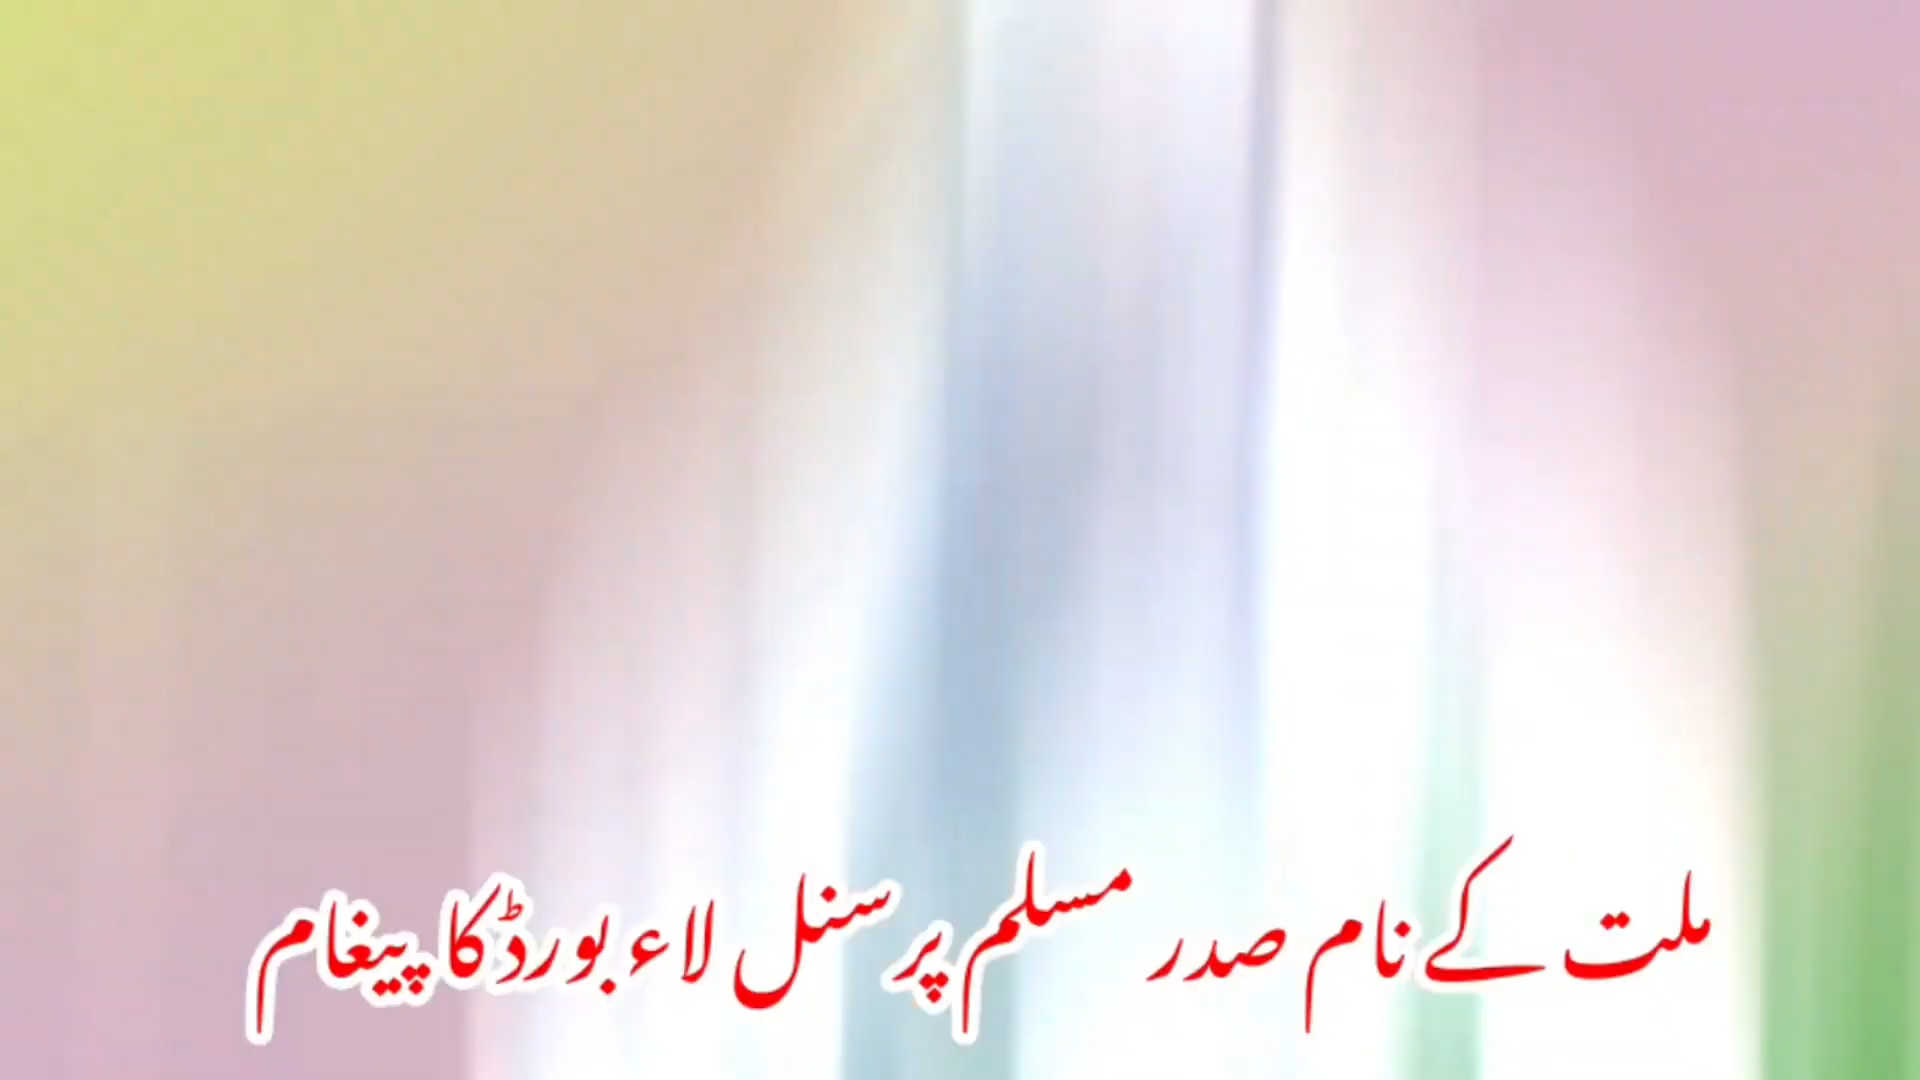 ملت کے نام صدر مسلم پرسنل لاء بورڈ کا پیغام